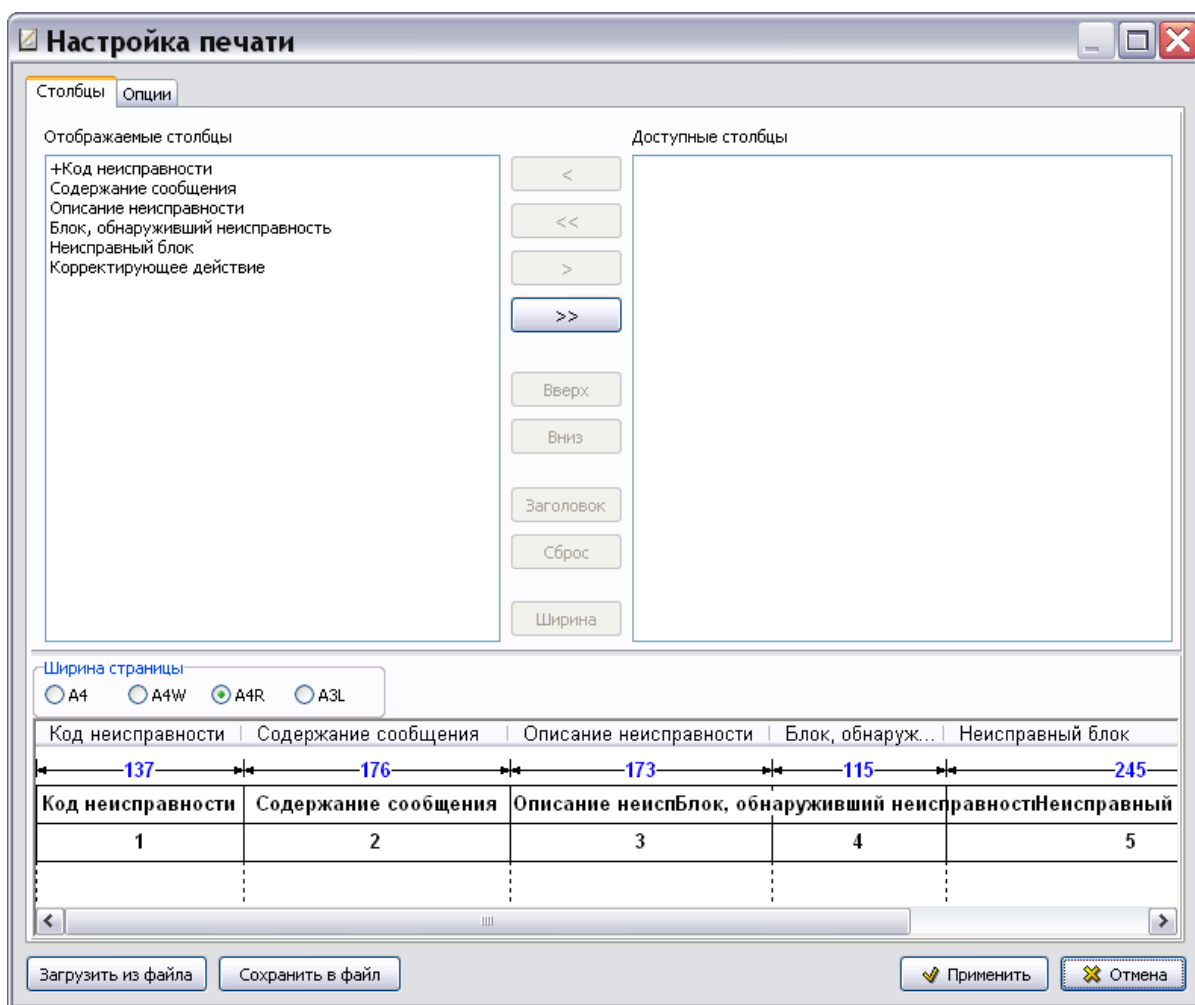 Настройка печати
Столбцы Опции
Отображаемые столбцы
Доступные столбцы
+Код неисправности
Содержание сообщения
Описание неисправности
Блок, обнаруживший неисправность
Неисправный блок
Корректирующее действие
<
<<
>
>>
Вверх
Вниз
Заголовок
Сброс
Ширина
Ширина страницы
A4 A4W A4R A3L
Код неисправности Содержание сообщения Описание неисправности Блок, обнаруж... Неисправный блок
137 176 173 115 245
Код неисправности Содержание сообщения Описание неиспБлок, обнаруживший неисправностиНеисправный
1 2 3 4 5
Загрузить из файла Сохранить в файл Применить Отмена